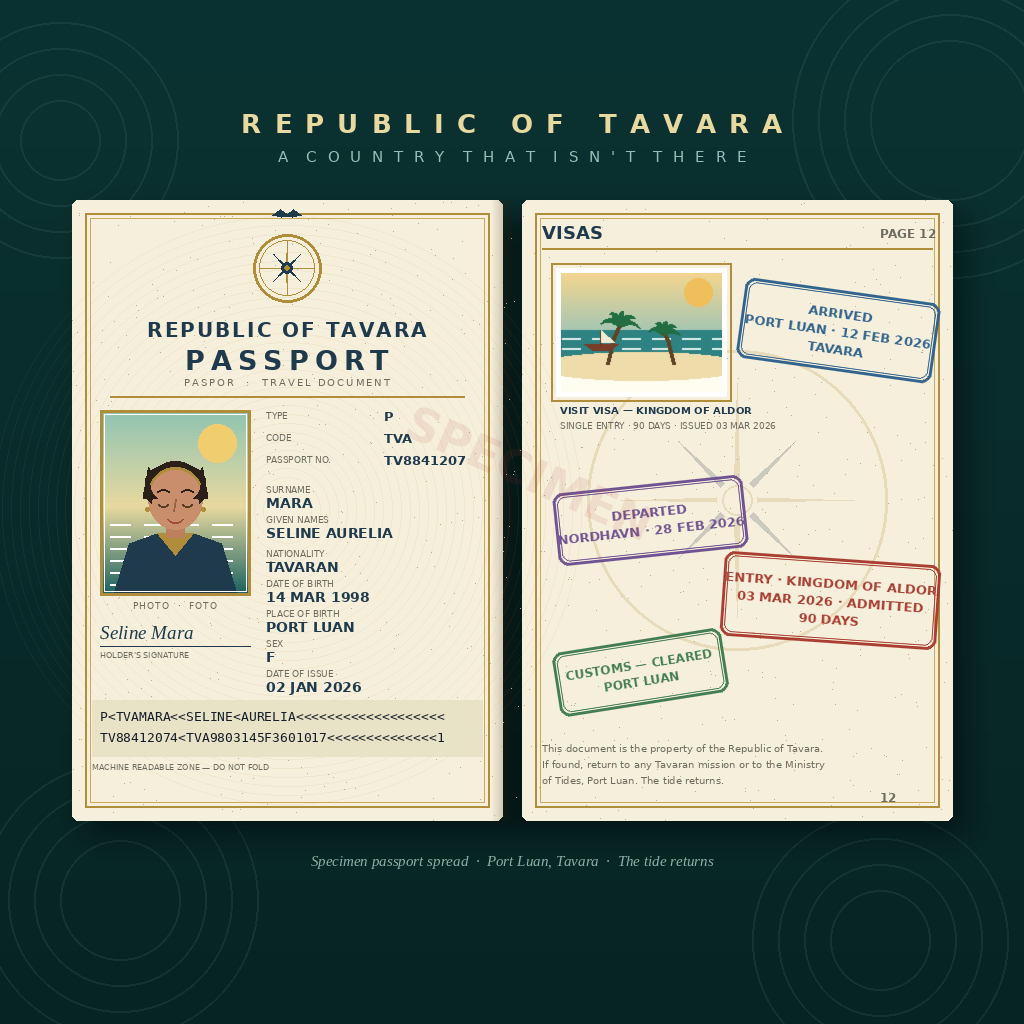 REPUBLIC OF TAVARA
A COUNTRY THAT ISN'T THERE
REPUBLIC OF TAVARA
PASSPORT
PASPOR : TRAVEL DOCUMENT
TYPE P
CODE TVA
PASSPORT NO. TV8841207
SURNAME
MARA
GIVEN NAMES
SELINE AURELIA
NATIONALITY
TAVARAN
DATE OF BIRTH
14 MAR 1998
PLACE OF BIRTH
PORT LUAN
SEX
F
DATE OF ISSUE
02 JAN 2026
PHOTO · FOTO
Seline Mara
HOLDER'S SIGNATURE
P<TVAMARA<<SELINE<AURELIA<<<<<<<<<<<<<<<<<<<
TV88412074<TVA9803145F3601017<<<<<<<<<<<<<<1
MACHINE READABLE ZONE — DO NOT FOLD
SPECIMEN
VISAS PAGE 12
ARRIVED
PORT LUAN · 12 FEB 2026
TAVARA
VISIT VISA — KINGDOM OF ALDOR
SINGLE ENTRY · 90 DAYS · ISSUED 03 MAR 2026
DEPARTED
NORDHAVN · 28 FEB 2026
ENTRY · KINGDOM OF ALDOR
03 MAR 2026 · ADMITTED
90 DAYS
CUSTOMS — CLEARED
PORT LUAN
This document is the property of the Republic of Tavara.
If found, return to any Tavaran mission or to the Ministry
of Tides, Port Luan. The tide returns.
12
Specimen passport spread · Port Luan, Tavara · The tide returns